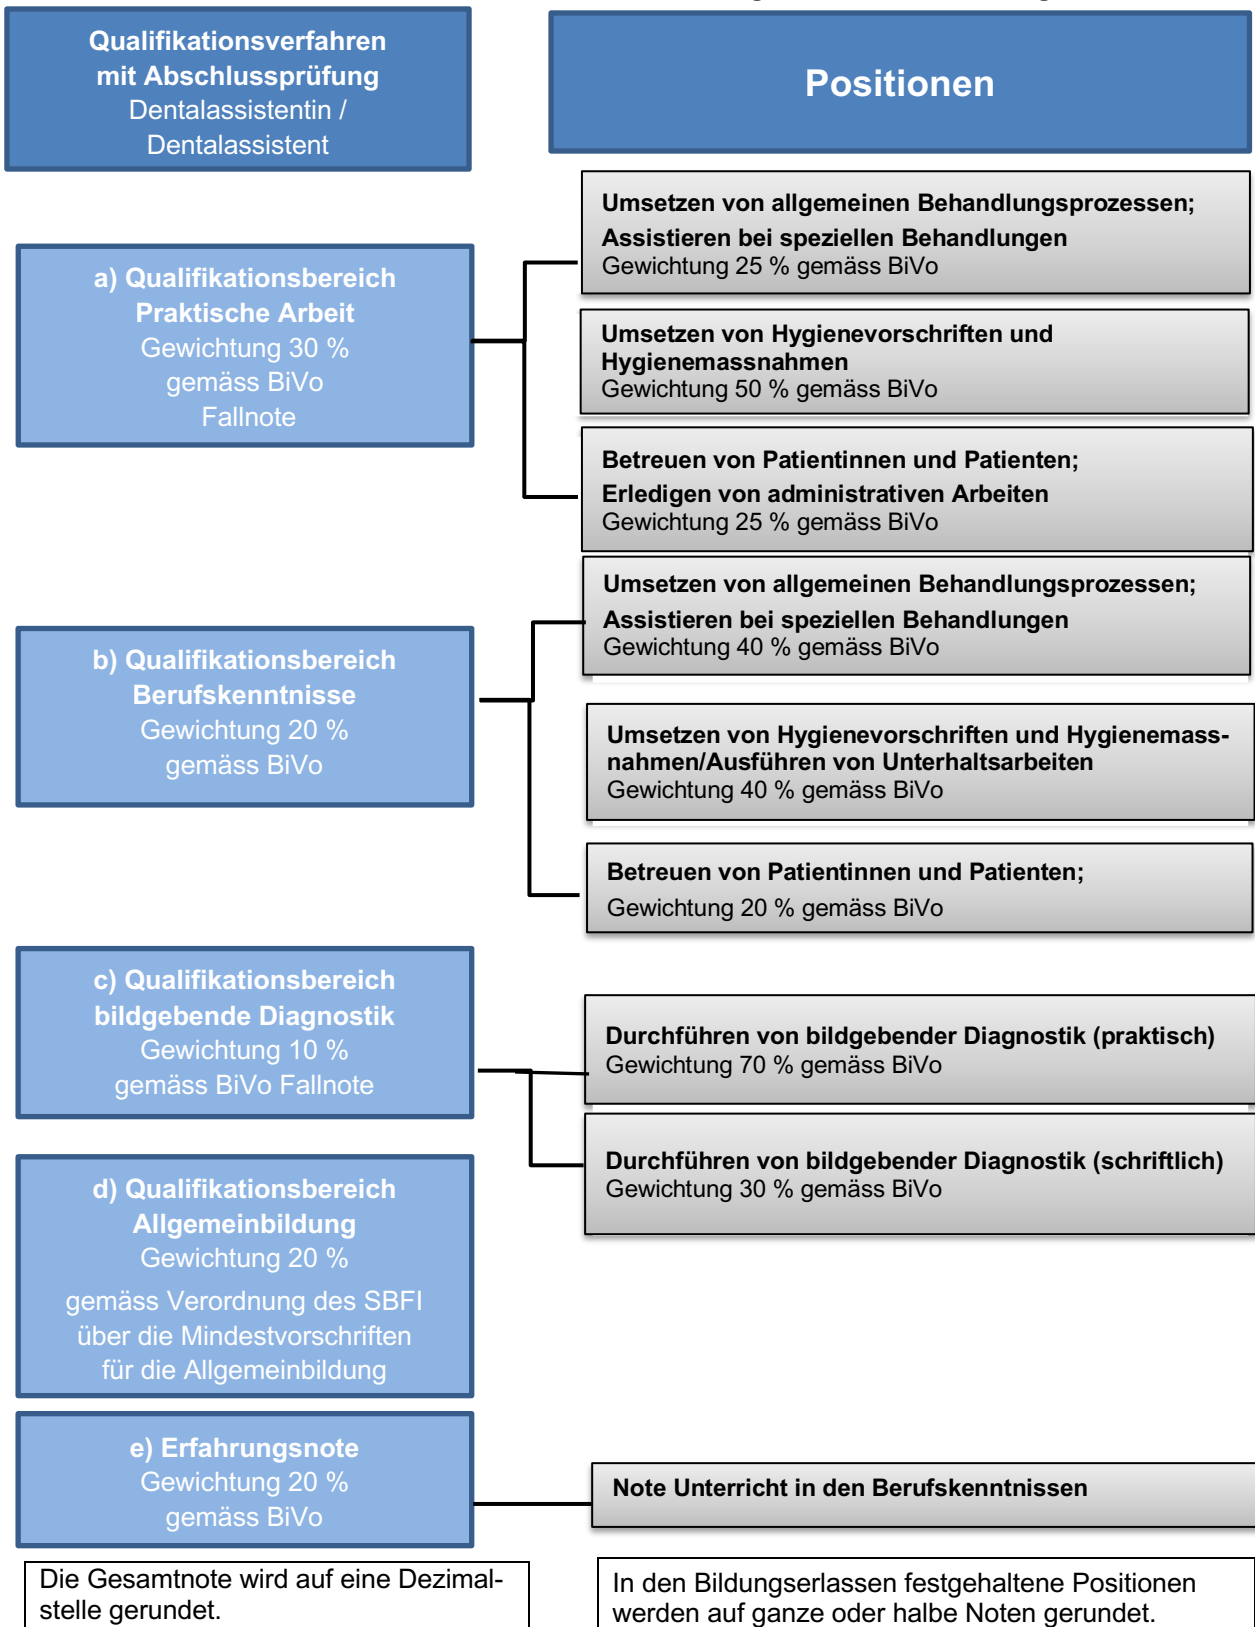 Qualifikationsverfahren
mit Abschlussprüfung
Dentalassistentin /
Dentalassistent
Positionen
a) Qualifikationsbereich
Praktische Arbeit
Gewichtung 30 %
gemäss BiVo
Fallnote
Umsetzen von allgemeinen Behandlungsprozessen;
Assistieren bei speziellen Behandlungen
Gewichtung 25 % gemäss BiVo
Umsetzen von Hygienevorschriften und
Hygienemassnahmen
Gewichtung 50 % gemäss BiVo
Betreuen von Patientinnen und Patienten;
Erledigen von administrativen Arbeiten
Gewichtung 25 % gemäss BiVo
b) Qualifikationsbereich
Berufskenntnisse
Gewichtung 20 %
gemäss BiVo
Umsetzen von allgemeinen Behandlungsprozessen;
Assistieren bei speziellen Behandlungen
Gewichtung 40 % gemäss BiVo
Umsetzen von Hygienevorschriften und Hygienemass-
nahmen/Ausführen von Unterhaltsarbeiten
Gewichtung 40 % gemäss BiVo
Betreuen von Patientinnen und Patienten;
Gewichtung 20 % gemäss BiVo
c) Qualifikationsbereich
bildgebende Diagnostik
Gewichtung 10 %
gemäss BiVo Fallnote
Durchführen von bildgebender Diagnostik (praktisch)
Gewichtung 70 % gemäss BiVo
Durchführen von bildgebender Diagnostik (schriftlich)
Gewichtung 30 % gemäss BiVo
d) Qualifikationsbereich
Allgemeinbildung
Gewichtung 20 %
gemäss Verordnung des SBFI
über die Mindestvorschriften
für die Allgemeinbildung
e) Erfahrungsnote
Gewichtung 20 %
gemäss BiVo
Note Unterricht in den Berufskenntnissen
Die Gesamtnote wird auf eine Dezimal-
stelle gerundet.
In den Bildungserlassen festgehaltene Positionen
werden auf ganze oder halbe Noten gerundet.